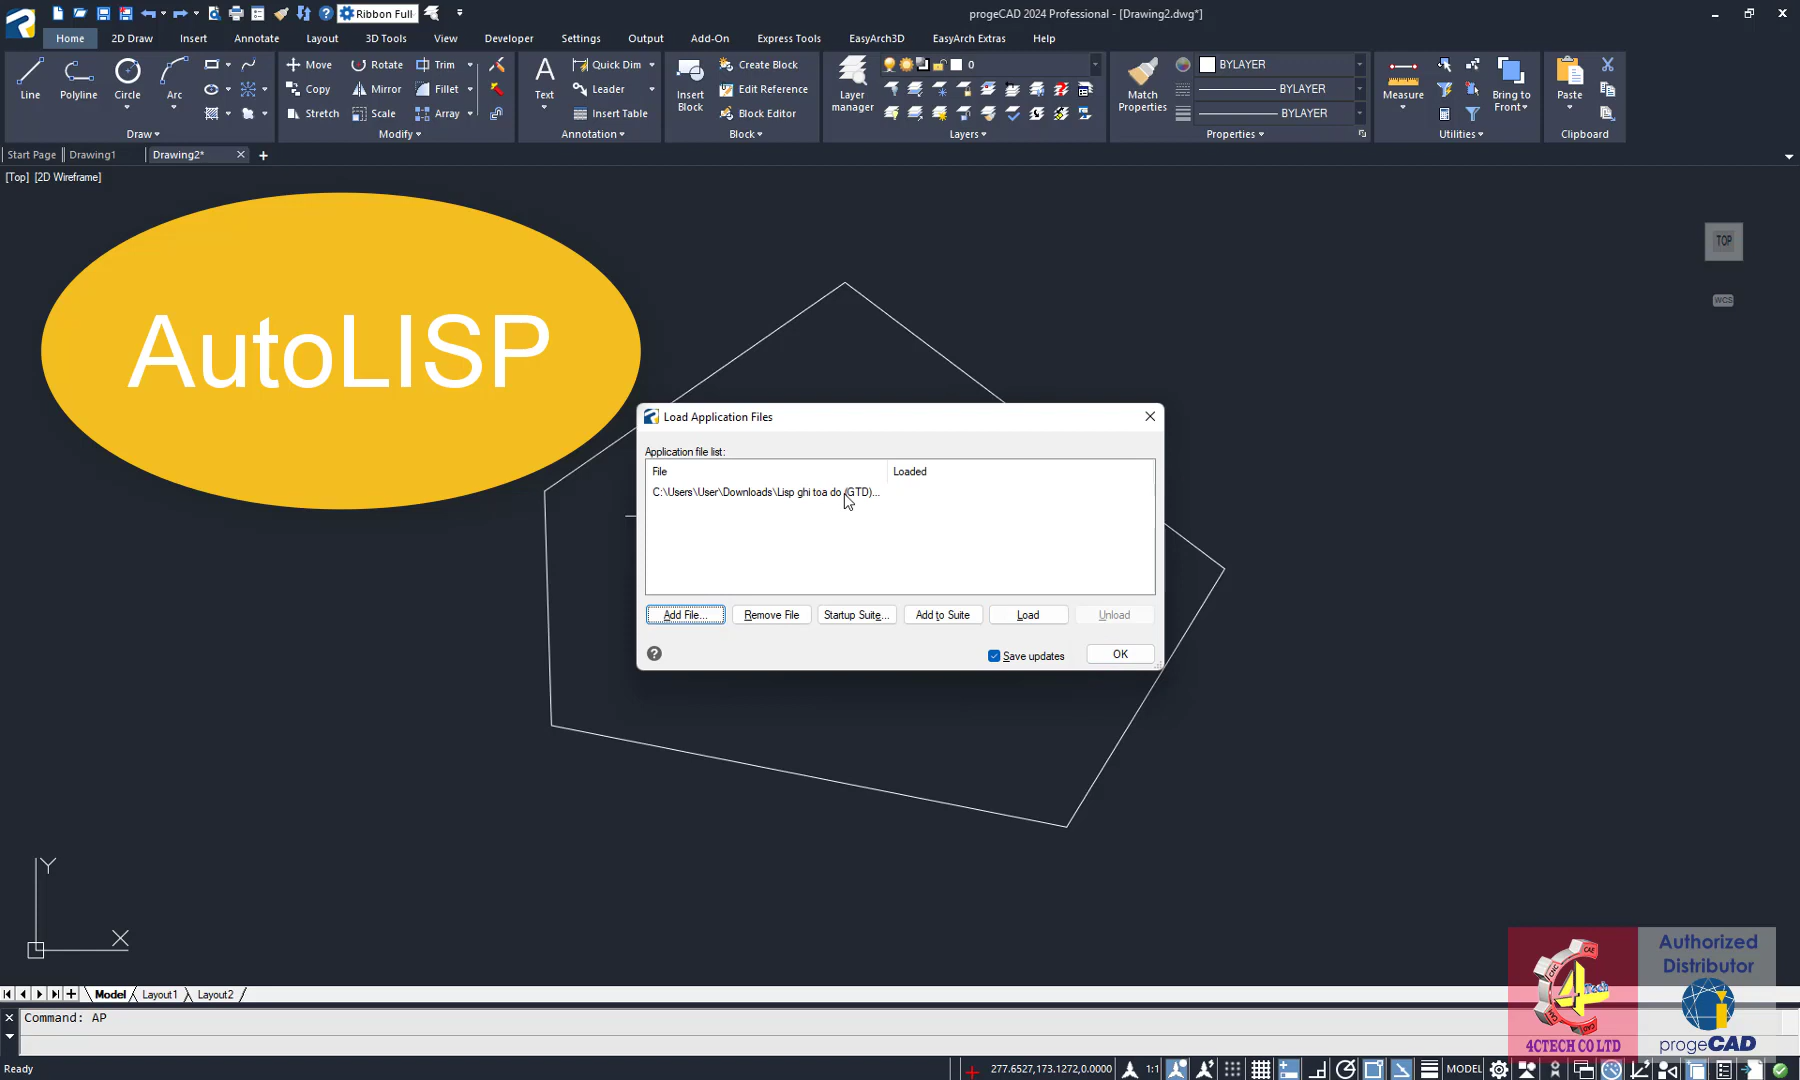 Ribbon Full
progeCAD 2024 Professional - [Drawing2.dwg*]
Home 2D Draw Insert Annotate Layout 3D Tools View Developer Settings Output Add-On Express Tools EasyArch3D EasyArch Extras Help
Line Polyline Circle Arc
Draw
Move Rotate Trim
Copy Mirror Fillet
Stretch Scale Array
Modify
Text
Quick Dim
Leader
Insert Table
Annotation
Insert Block
Create Block
Edit Reference
Block Editor
Block
Layer manager
0
Layers
Match Properties
BYLAYER
BYLAYER
BYLAYER
Properties
Measure
Bring to Front
Utilities
Paste
Clipboard
Start Page Drawing1 Drawing2*
[Top] [2D Wireframe]
TOP
WCS
AutoLISP
Load Application Files
Application file list:
File Loaded
C:\Users\User\Downloads\Lisp ghi toa do (GTD)...
Add File... Remove File Startup Suite... Add to Suite Load Unload
Save updates OK
Y
X
Model Layout1 Layout2
Command: AP
4Tech
4CTECH CO LTD
Authorized
Distributor
progeCAD
Ready
277.6527,173.1272,0.0000 1:1 MODEL